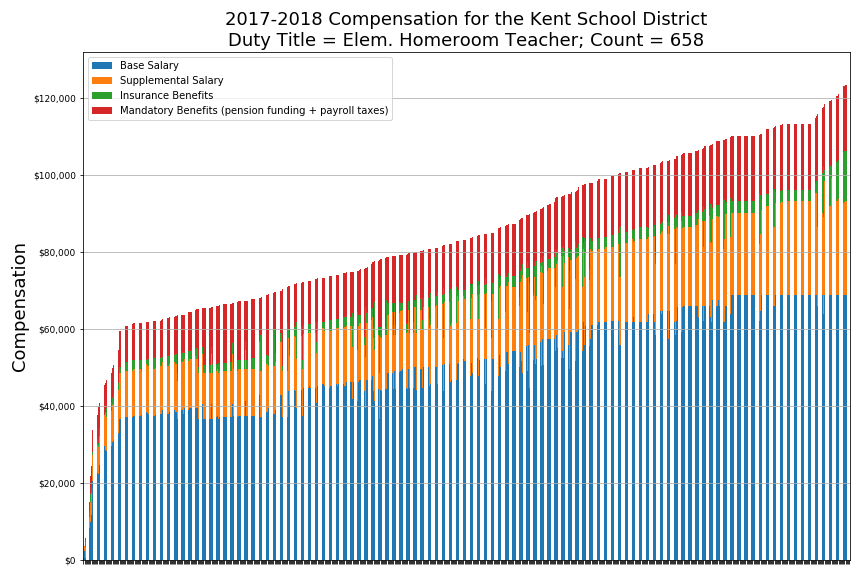 2017-2018 Compensation for the Kent School District
Duty Title = Elem. Homeroom Teacher; Count = 658
Base Salary
Supplemental Salary
Insurance Benefits
Mandatory Benefits (pension funding + payroll taxes)
$120,000
$100,000
$80,000
$60,000
$40,000
$20,000
$0
Compensation